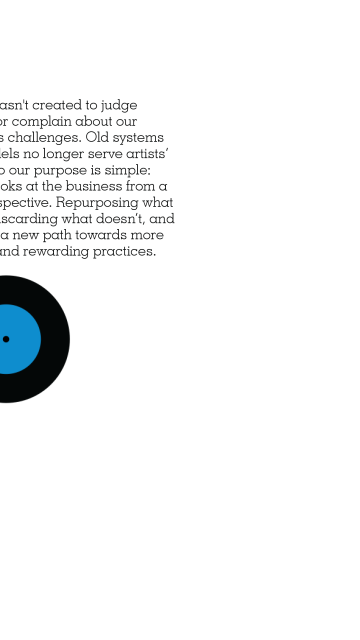 asn't created to judge
or complain about our
s challenges. Old systems
els no longer serve artists’
o our purpose is simple:
oks at the business from a
spective. Repurposing what
iscarding what doesn’t, and
a new path towards more
and rewarding practices.